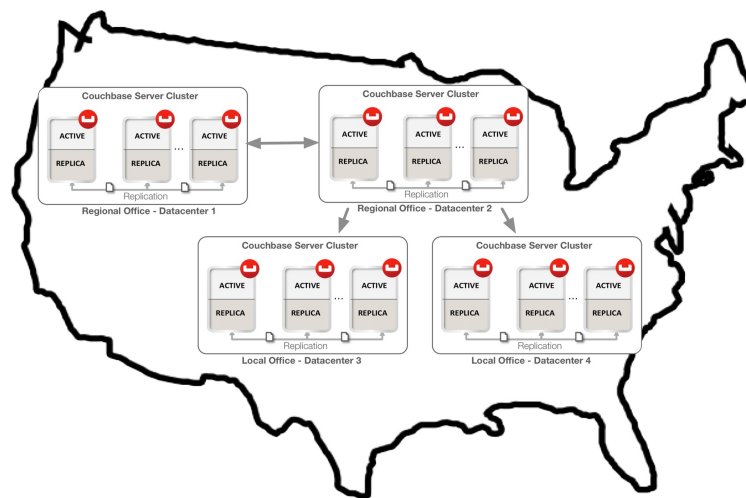 Couchbase Server Cluster
ACTIVE ACTIVE ACTIVE
...
REPLICA REPLICA REPLICA
Replication
Regional Office - Datacenter 1
Couchbase Server Cluster
ACTIVE ACTIVE ACTIVE
...
REPLICA REPLICA REPLICA
Replication
Regional Office - Datacenter 2
Couchbase Server Cluster
ACTIVE ACTIVE ACTIVE
...
REPLICA REPLICA REPLICA
Replication
Local Office - Datacenter 3
Couchbase Server Cluster
ACTIVE ACTIVE ACTIVE
...
REPLICA REPLICA REPLICA
Replication
Local Office - Datacenter 4